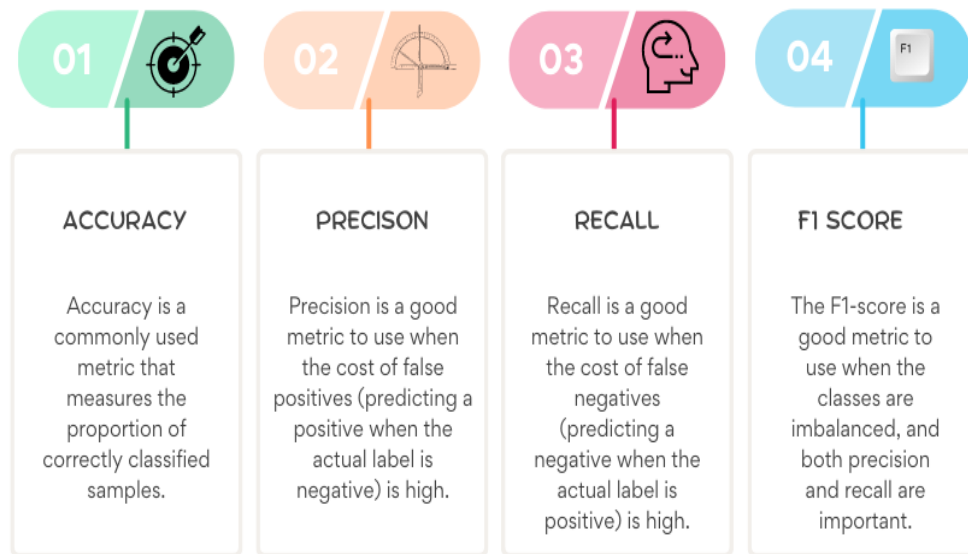 01
02
03
04
F1
ACCURACY
Accuracy is a
commonly used
metric that
measures the
proportion of
correctly classified
samples.
PRECISON
Precision is a good
metric to use when
the cost of false
positives (predicting a
positive when the
actual label is
negative) is high.
RECALL
Recall is a good
metric to use when
the cost of false
negatives
(predicting a
negative when the
actual label is
positive) is high.
F1 SCORE
The F1-score is a
good metric to
use when the
classes are
imbalanced, and
both precision
and recall are
important.